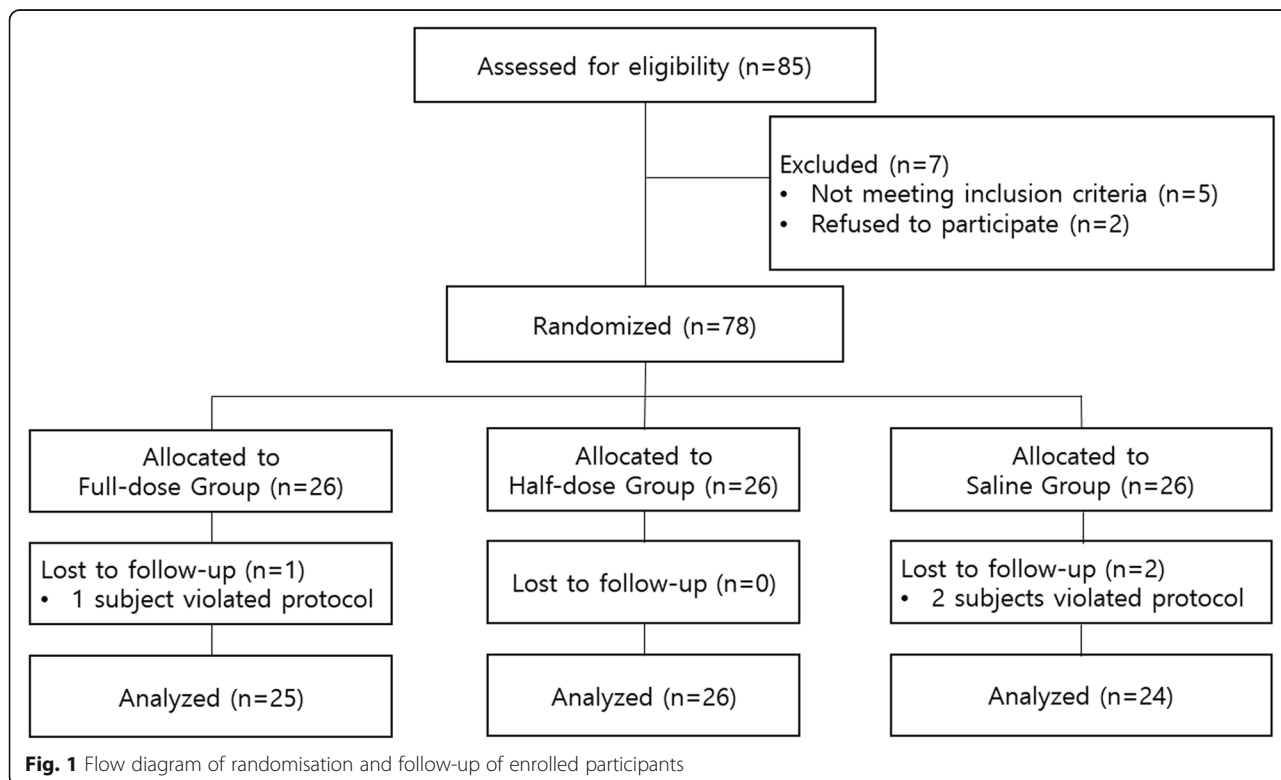 Assessed for eligibility (n=85)
Excluded (n=7)
• Not meeting inclusion criteria (n=5)
• Refused to participate (n=2)
Randomized (n=78)
Allocated to
Full-dose Group (n=26)
Allocated to
Half-dose Group (n=26)
Allocated to
Saline Group (n=26)
Lost to follow-up (n=1)
• 1 subject violated protocol
Lost to follow-up (n=0)
Lost to follow-up (n=2)
• 2 subjects violated protocol
Analyzed (n=25)
Analyzed (n=26)
Analyzed (n=24)
Fig. 1 Flow diagram of randomisation and follow-up of enrolled participants